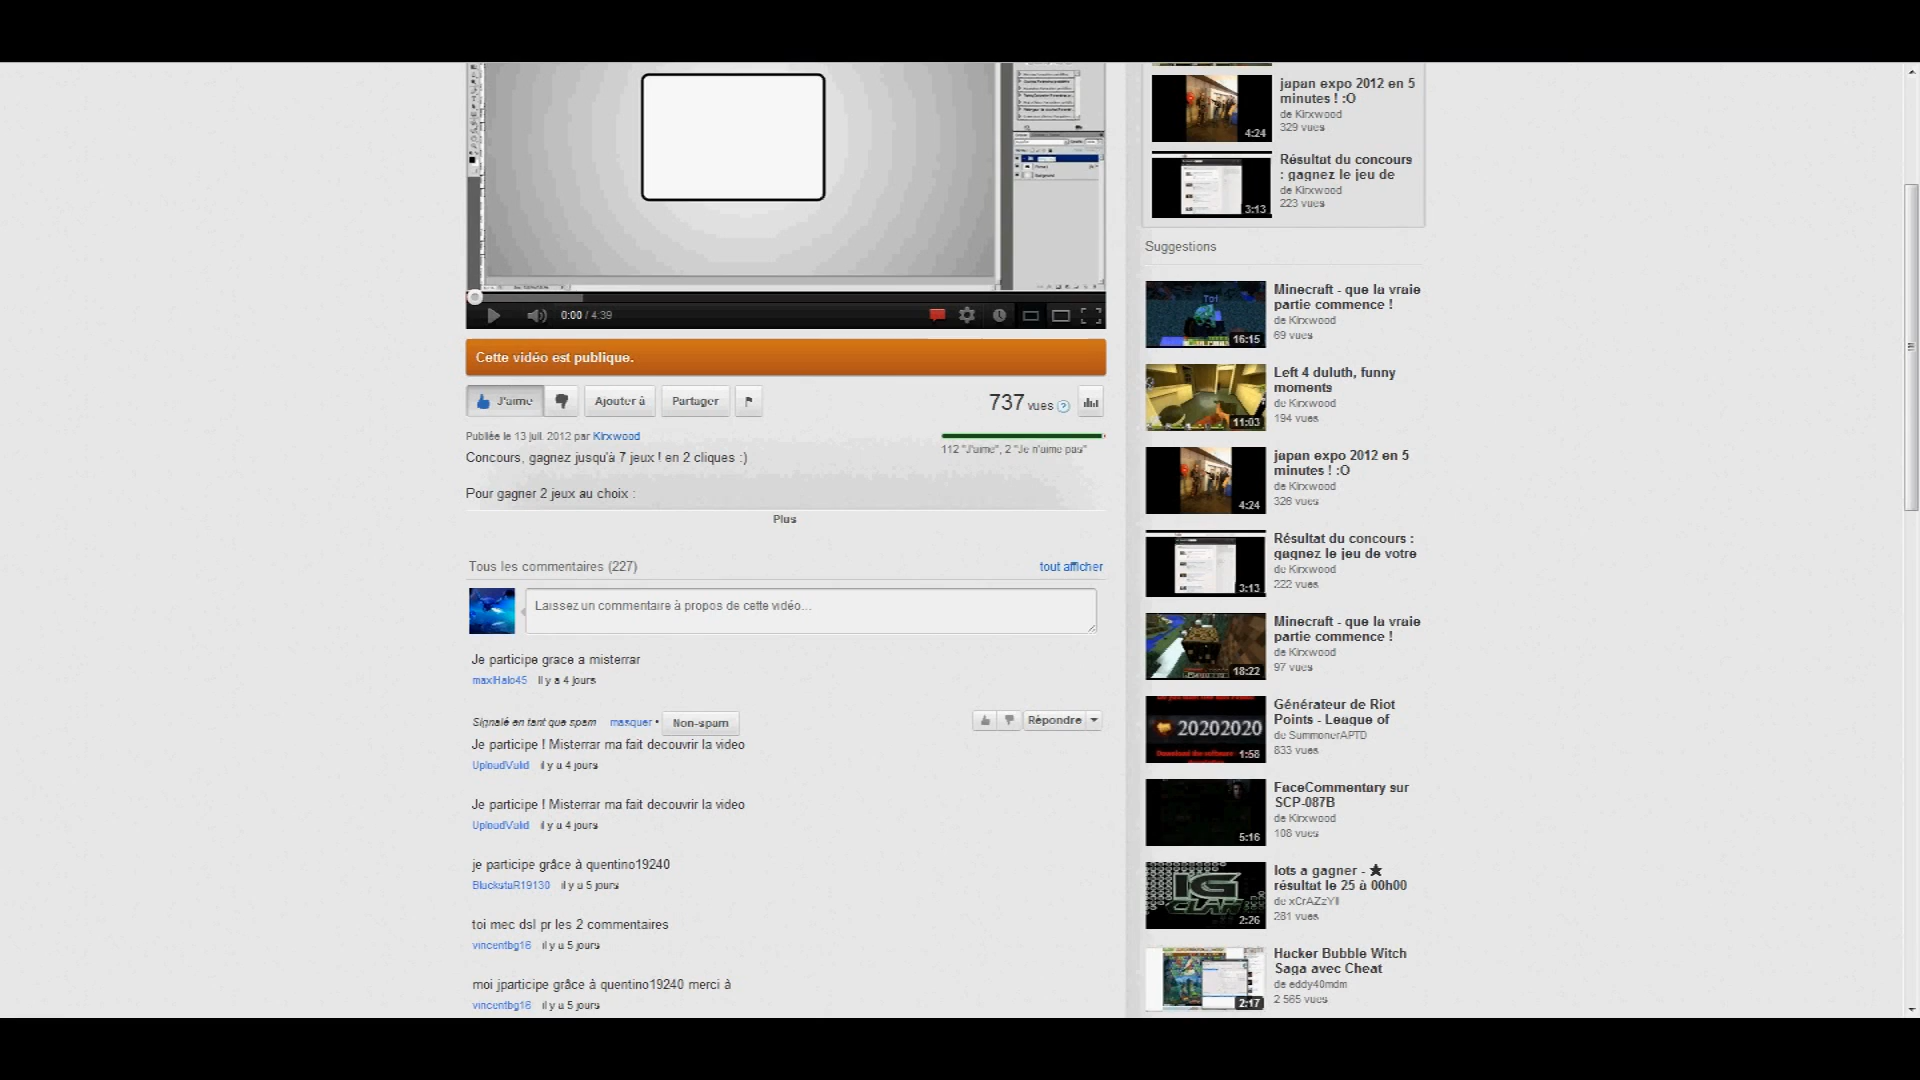 0:00 / 4:39
Cette vidéo est publique.
J'aime
Ajouter à
Partager
737 vues
Publiée le 13 juil. 2012 par Kirxwood
112 "J'aime", 2 "Je n'aime pas"
Concours, gagnez jusqu'à 7 jeux ! en 2 cliques :)
Pour gagner 2 jeux au choix :
Plus
Tous les commentaires (227)
tout afficher
Laissez un commentaire à propos de cette vidéo...
Je participe grace a misterrar
maxiHalo45 Il y a 4 jours
Signalé en tant que spam masquer • Non-spam
Répondre
Je participe ! Misterrar ma fait decouvrir la video
UploadValid il y a 4 jours
Je participe ! Misterrar ma fait decouvrir la video
UploadValid il y a 4 jours
je participe grâce à quentino19240
BlackstaR19130 il y a 5 jours
toi mec dsl pr les 2 commentaires
vincentbg16 il y a 5 jours
moi jparticipe grâce à quentino19240 merci à
vincentbg16 il y a 5 jours
japan expo 2012 en 5
minutes ! :O
de Kirxwood
329 vues
4:24
Résultat du concours
: gagnez le jeu de
de Kirxwood
223 vues
3:13
Suggestions
Minecraft - que la vraie
partie commence !
de Kirxwood
69 vues
16:15
Left 4 duluth, funny
moments
de Kirxwood
194 vues
11:03
japan expo 2012 en 5
minutes ! :O
de Kirxwood
328 vues
4:24
Résultat du concours :
gagnez le jeu de votre
de Kirxwood
222 vues
3:13
Minecraft - que la vraie
partie commence !
de Kirxwood
97 vues
18:22
Générateur de Riot
Points - League of
de SummonerAPTD
833 vues
20202020
1:58
FaceCommentary sur
SCP-087B
de Kirxwood
108 vues
5:16
lots a gagner - ★
résultat le 25 à 00h00
de xCrAZzYll
281 vues
IG
CLAN
2:26
Hacker Bubble Witch
Saga avec Cheat
de eddy40mdm
2 565 vues
2:17